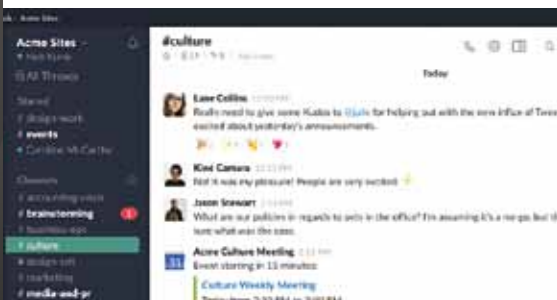 Acme Sites
All Threads
Starred
# design-work
# events
Channels
# accounting-costs
# brainstorming
# business-ops
# culture
# design-crit
# marketing
# media-and-pr
#culture
Today
Lane Collins
Really need to give some Kudos to @julie for helping out with the new influx of
excited about yesterday's announcements.
Kiné Camara
Not it was my pleasure! People are very excited.
Jason Stewart
What are our policies in regards to pets in the office? I'm assuming it's a no-go, but
sure what was the case.
Acme Culture Meeting
Event starting in 15 minutes:
Culture Weekly Meeting
Today from